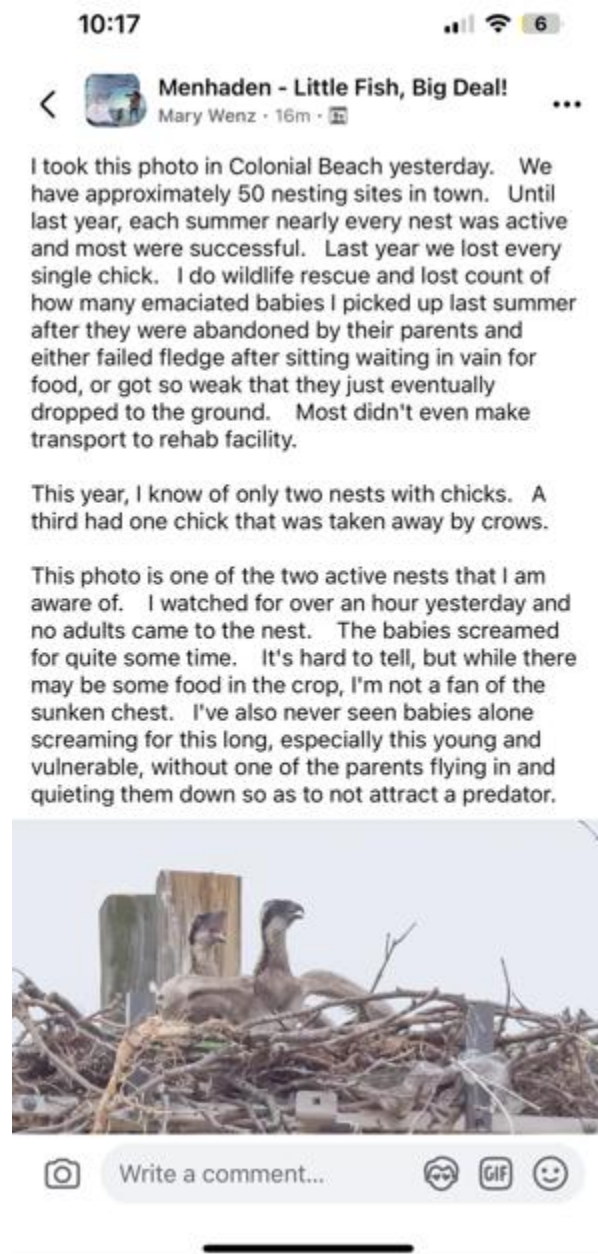 10:17
6
Menhaden - Little Fish, Big Deal!
Mary Wenz · 16m ·
I took this photo in Colonial Beach yesterday. We
have approximately 50 nesting sites in town. Until
last year, each summer nearly every nest was active
and most were successful. Last year we lost every
single chick. I do wildlife rescue and lost count of
how many emaciated babies I picked up last summer
after they were abandoned by their parents and
either failed fledge after sitting waiting in vain for
food, or got so weak that they just eventually
dropped to the ground. Most didn't even make
transport to rehab facility.
This year, I know of only two nests with chicks. A
third had one chick that was taken away by crows.
This photo is one of the two active nests that I am
aware of. I watched for over an hour yesterday and
no adults came to the nest. The babies screamed
for quite some time. It's hard to tell, but while there
may be some food in the crop, I'm not a fan of the
sunken chest. I've also never seen babies alone
screaming for this long, especially this young and
vulnerable, without one of the parents flying in and
quieting them down so as to not attract a predator.
Write a comment...
GIF